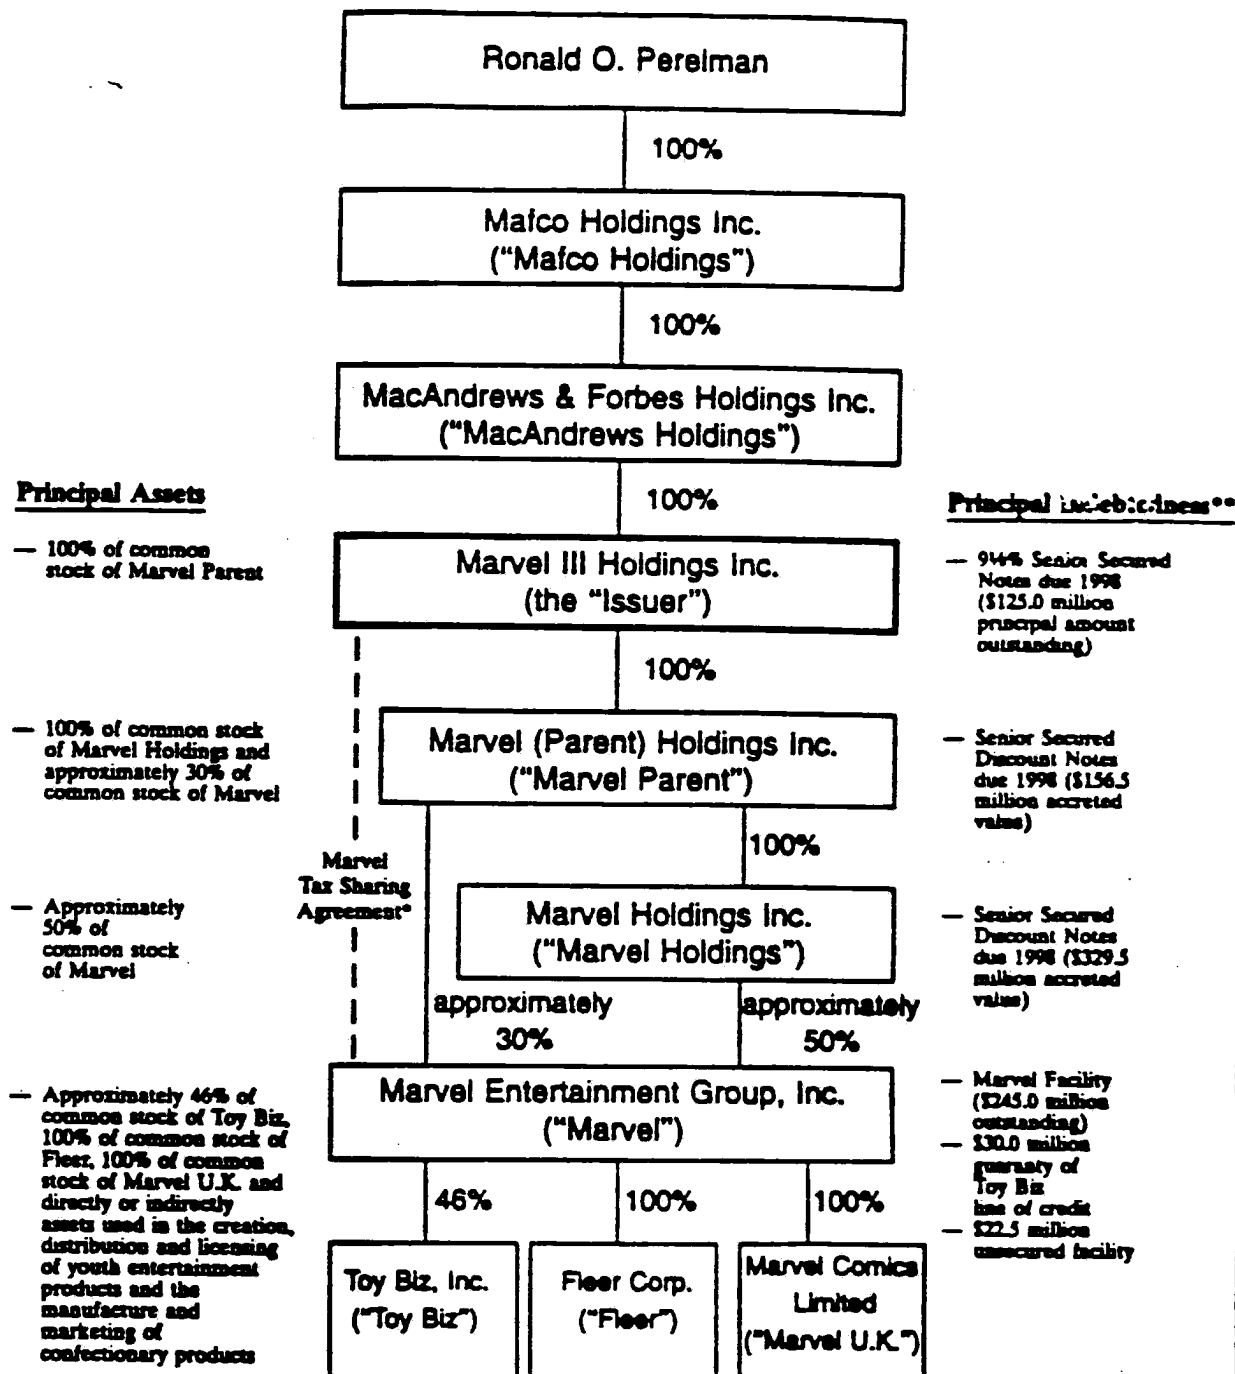 Ronald O. Perelman
100%
Mafco Holdings Inc.
("Mafco Holdings")
100%
MacAndrews & Forbes Holdings Inc.
("MacAndrews Holdings")
100%
Principal Assets
Principal
— 100% of common
stock of Marvel Parent
Marvel III Holdings Inc.
(the "Issuer")
— Senior Secured
Notes due 1998
($125.0 million
principal amount
outstanding)
100%
— 100% of common stock
of Marvel Holdings and
approximately 30% of
common stock of Marvel
Marvel (Parent) Holdings Inc.
("Marvel Parent")
— Senior Secured
Discount Notes
due 1998 ($156.5
million accreted
value)
100%
Marvel
Tax Sharing
Agreement*
— Approximately
50% of
common stock
of Marvel
Marvel Holdings Inc.
("Marvel Holdings")
— Senior Secured
Discount Notes
due 1998 ($329.5
million accreted
value)
approximately
30%
approximately
50%
— Approximately 46% of
common stock of Toy Biz,
100% of common stock of
Fleer, 100% of common
stock of Marvel U.K. and
directly or indirectly
assets used in the creation,
distribution and licensing
of youth entertainment
products and the
manufacture and
marketing of
confectionary products
Marvel Entertainment Group, Inc.
("Marvel")
— Marvel Facility
($245.0 million
outstanding)
— $30.0 million
guaranty of
Toy Biz
line of credit
— $22.5 million
unsecured facility
46%
100%
100%
Toy Biz, Inc.
("Toy Biz")
Fleer Corp.
("Fleer")
Marvel Comics
Limited
("Marvel U.K.")